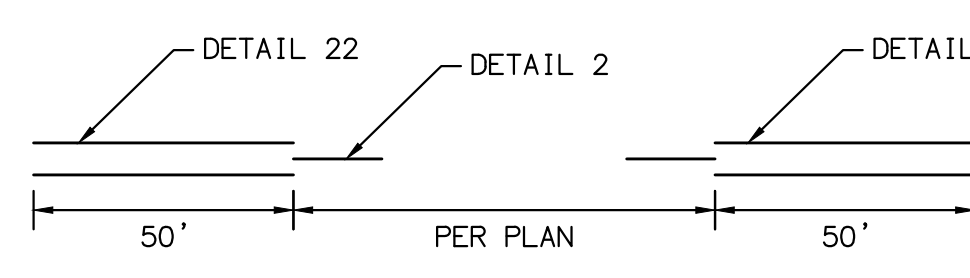 DETAIL 22
DETAIL 2
DETAIL
50'
PER PLAN
50'